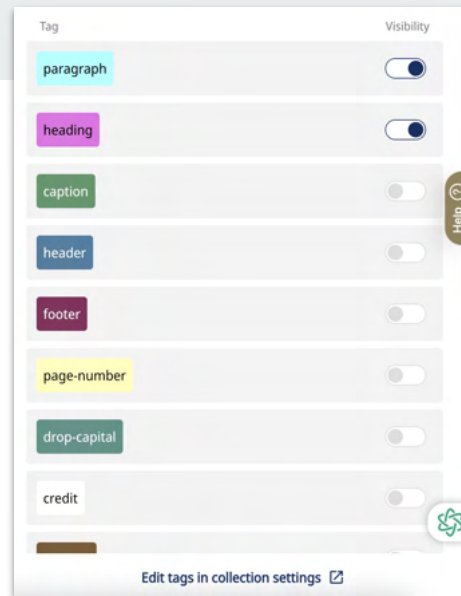 Tag Visibility
paragraph
heading
caption
header
footer
page-number
drop-capital
credit
Edit tags in collection settings
Help ?